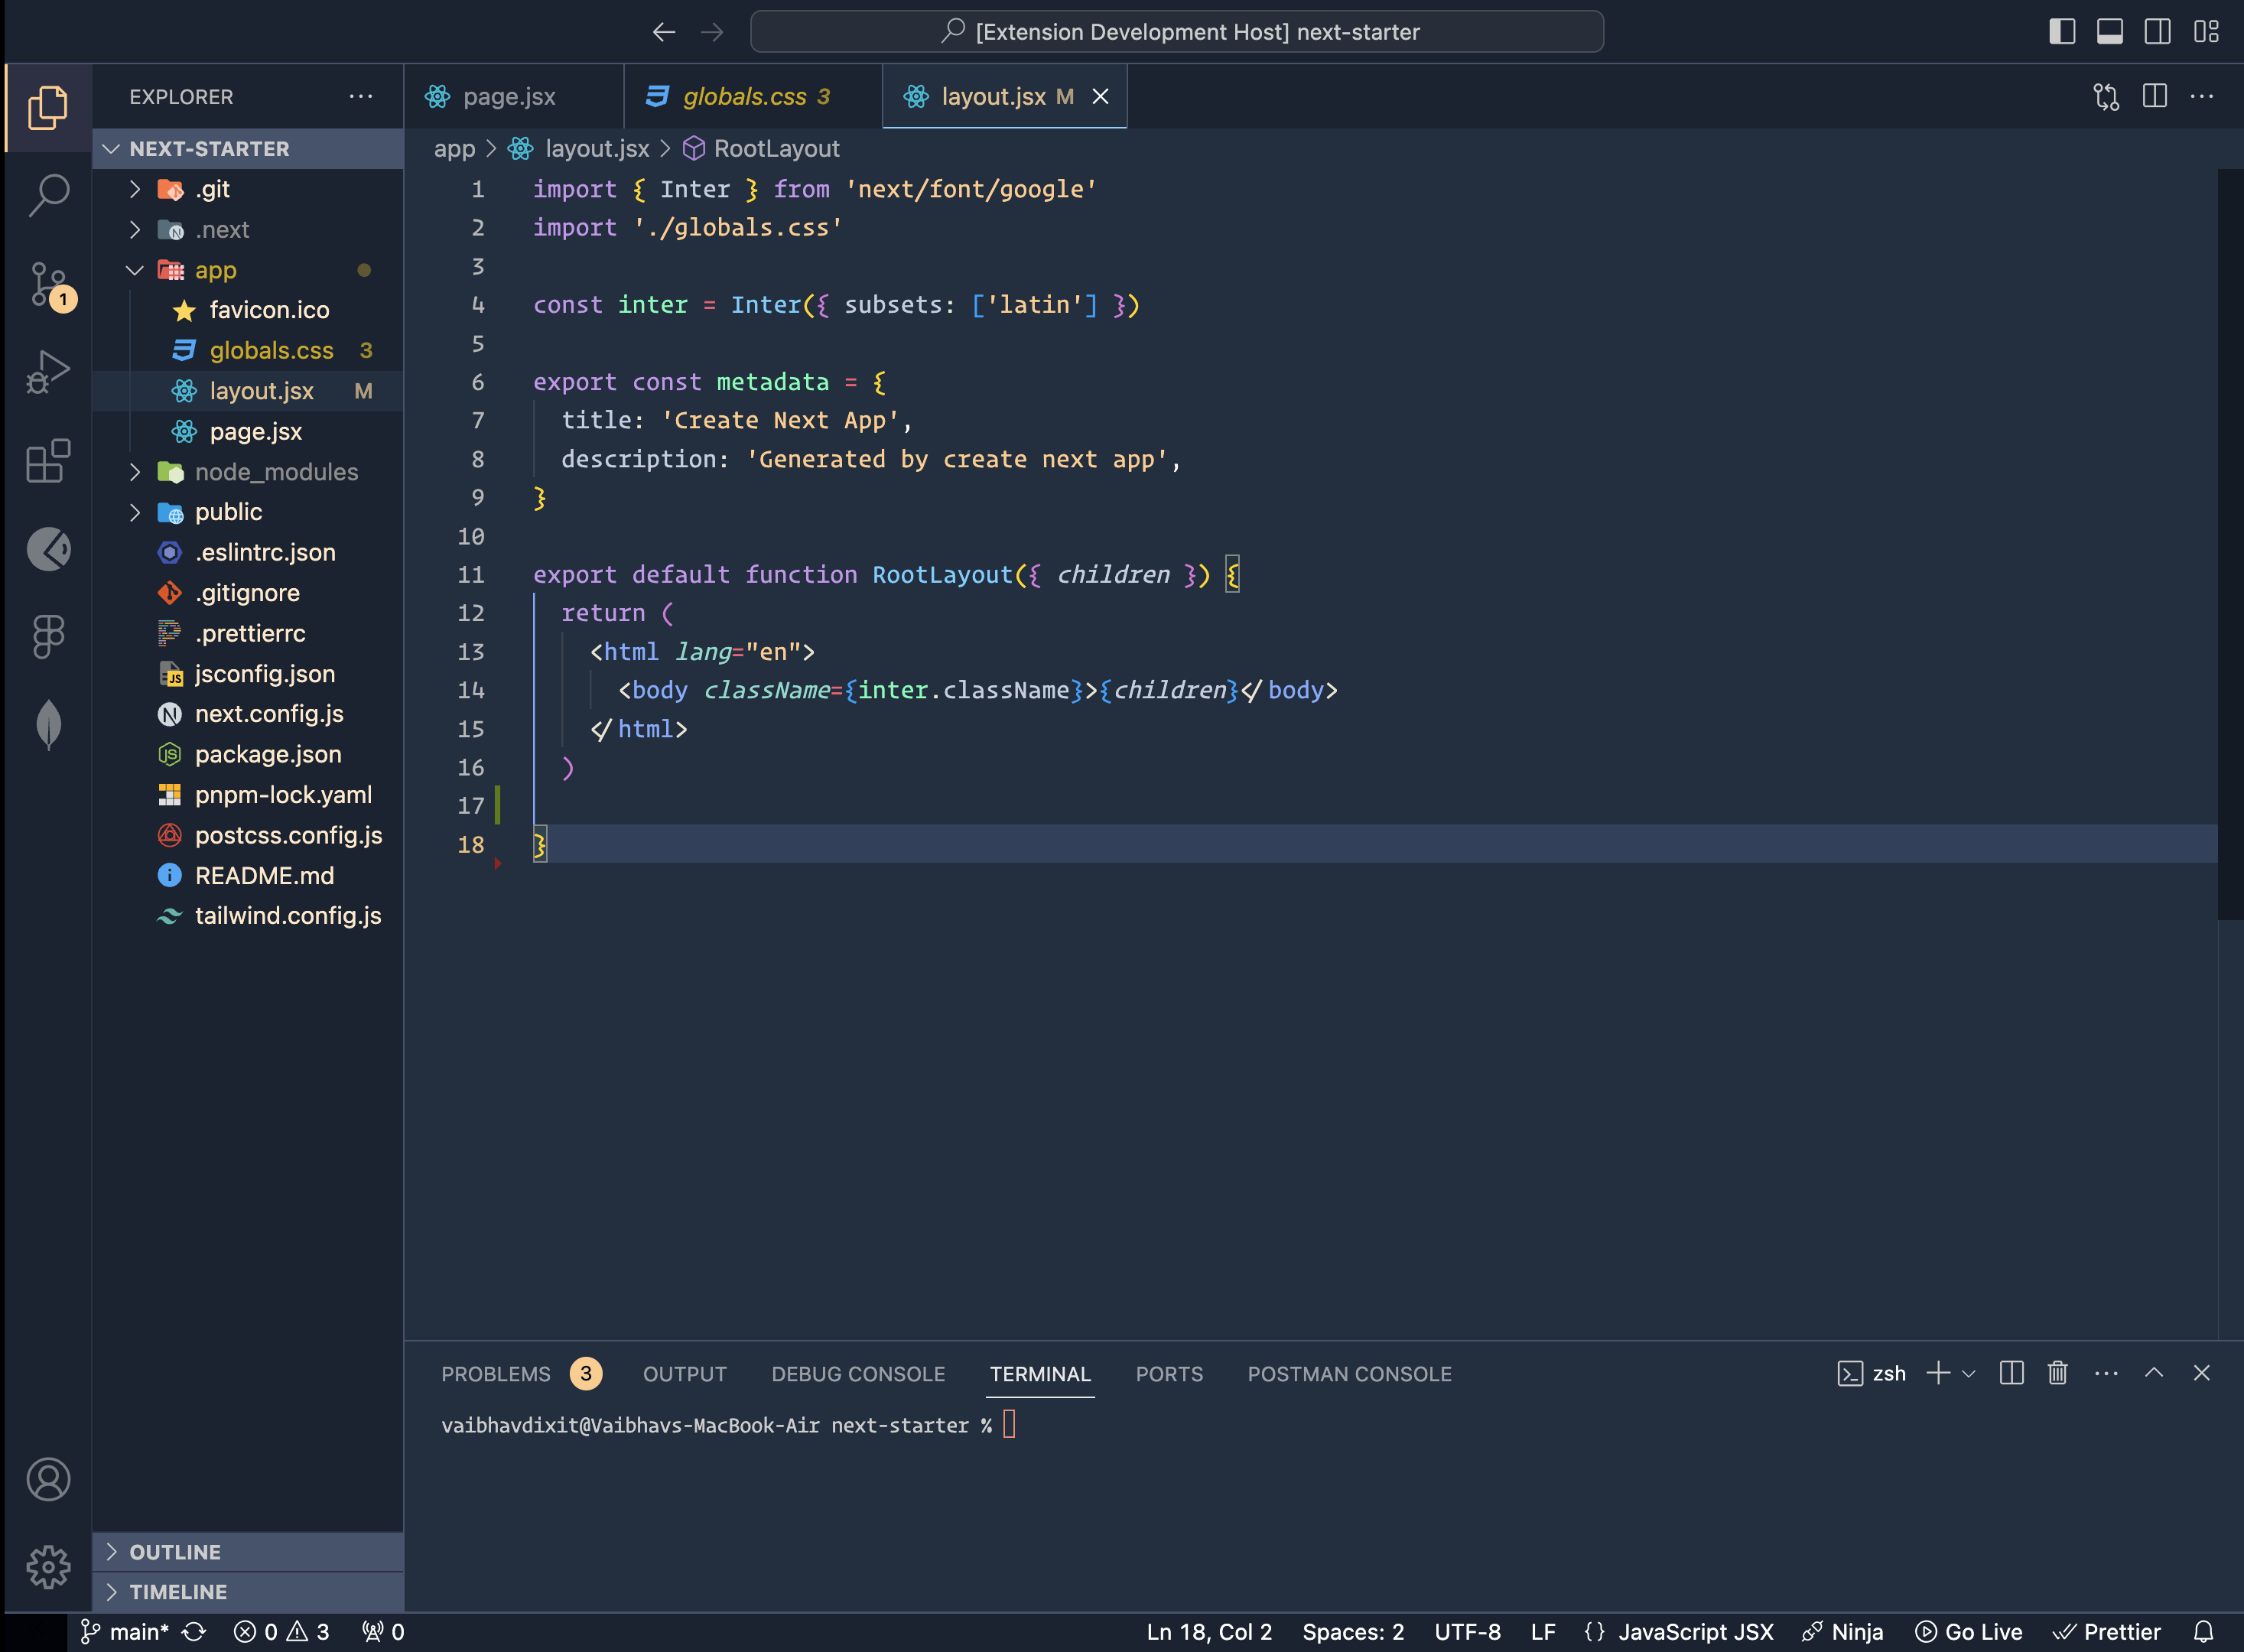 [Extension Development Host] next-starter
EXPLORER
page.jsx
globals.css 3
layout.jsx M
NEXT-STARTER
.git
.next
app
favicon.ico
globals.css 3
layout.jsx M
page.jsx
node_modules
public
.eslintrc.json
.gitignore
.prettierrc
jsconfig.json
next.config.js
package.json
pnpm-lock.yaml
postcss.config.js
README.md
tailwind.config.js
OUTLINE
TIMELINE
1
app > layout.jsx > RootLayout
1 import { Inter } from 'next/font/google'
2 import './globals.css'
3
4 const inter = Inter({ subsets: ['latin'] })
5
6 export const metadata = {
7 title: 'Create Next App',
8 description: 'Generated by create next app',
9 }
10
11 export default function RootLayout({ children }) {
12 return (
13 <html lang="en">
14 <body className={inter.className}>{children}</body>
15 </html>
16 )
17
18 }
PROBLEMS 3 OUTPUT DEBUG CONSOLE TERMINAL PORTS POSTMAN CONSOLE zsh
vaibhavdixit@Vaibhavs-MacBook-Air next-starter %
main* 0 3 0 Ln 18, Col 2 Spaces: 2 UTF-8 LF {} JavaScript JSX Ninja Go Live Prettier